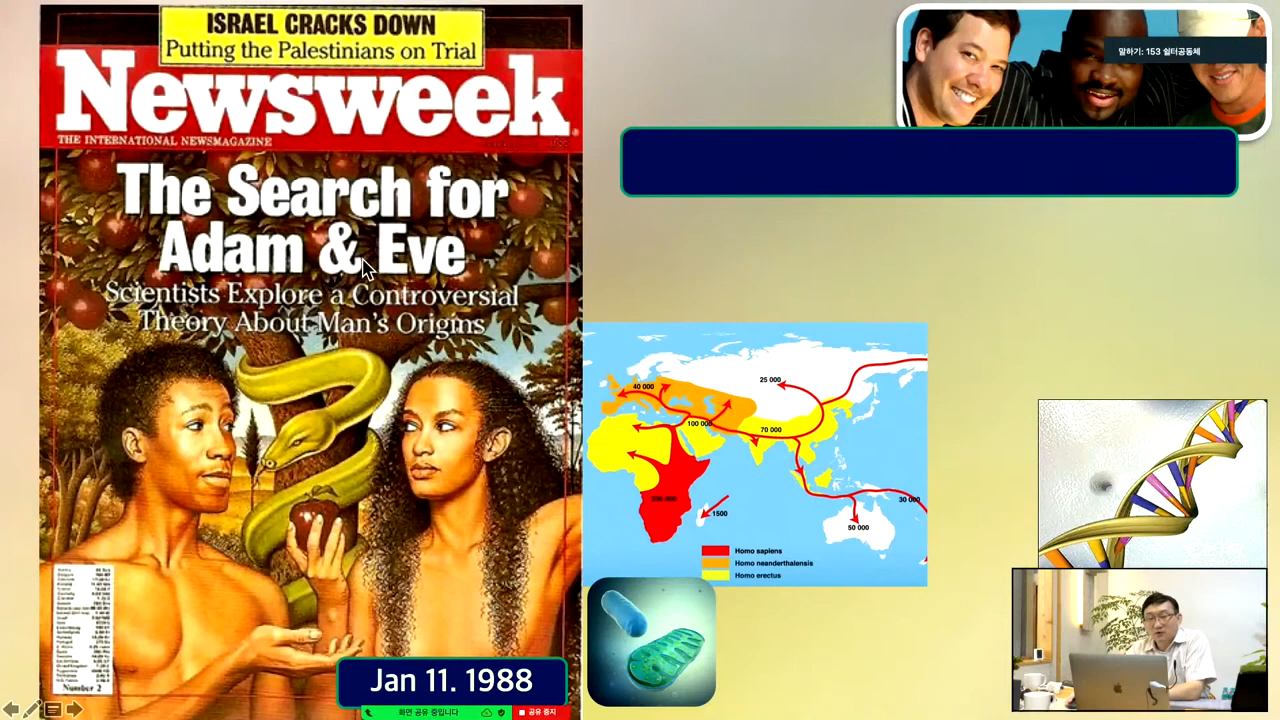 ISRAEL CRACKS DOWN
Putting the Palestinians on Trial
Newsweek
THE INTERNATIONAL NEWSMAGAZINE
The Search for
Adam & Eve
Scientists Explore a Controversial
Theory About Man's Origins
Number 2
Jan 11. 1988
화면 공유 중입니다
공유 중지
말하기: 153 쉴터공동체
25 000
40 000
100 000
70 000
1500
30 000
50 000
Homo sapiens
Homo neanderthalensis
Homo erectus